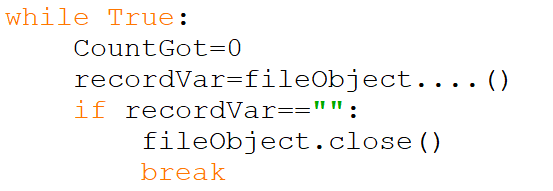 while True:
    CountGot=0
    recordVar=fileObject....()
    if recordVar=="":
        fileObject.close()
        break